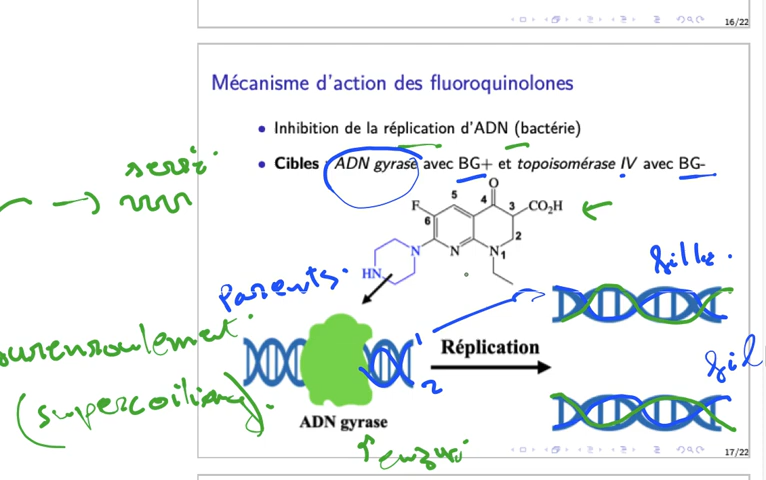 16/22
Mécanisme d'action des fluoroquinolones
• Inhibition de la réplication d'ADN (bactérie)
• Cibles : ADN gyrase avec BG+ et topoisomérase IV avec BG-
O
5
4
3
CO₂H
F
6
2
N
N
N
1
HN
Parents.
fille.
surenroulement.
1
Réplication
2
(supercoiling).
ADN gyrase
17/22